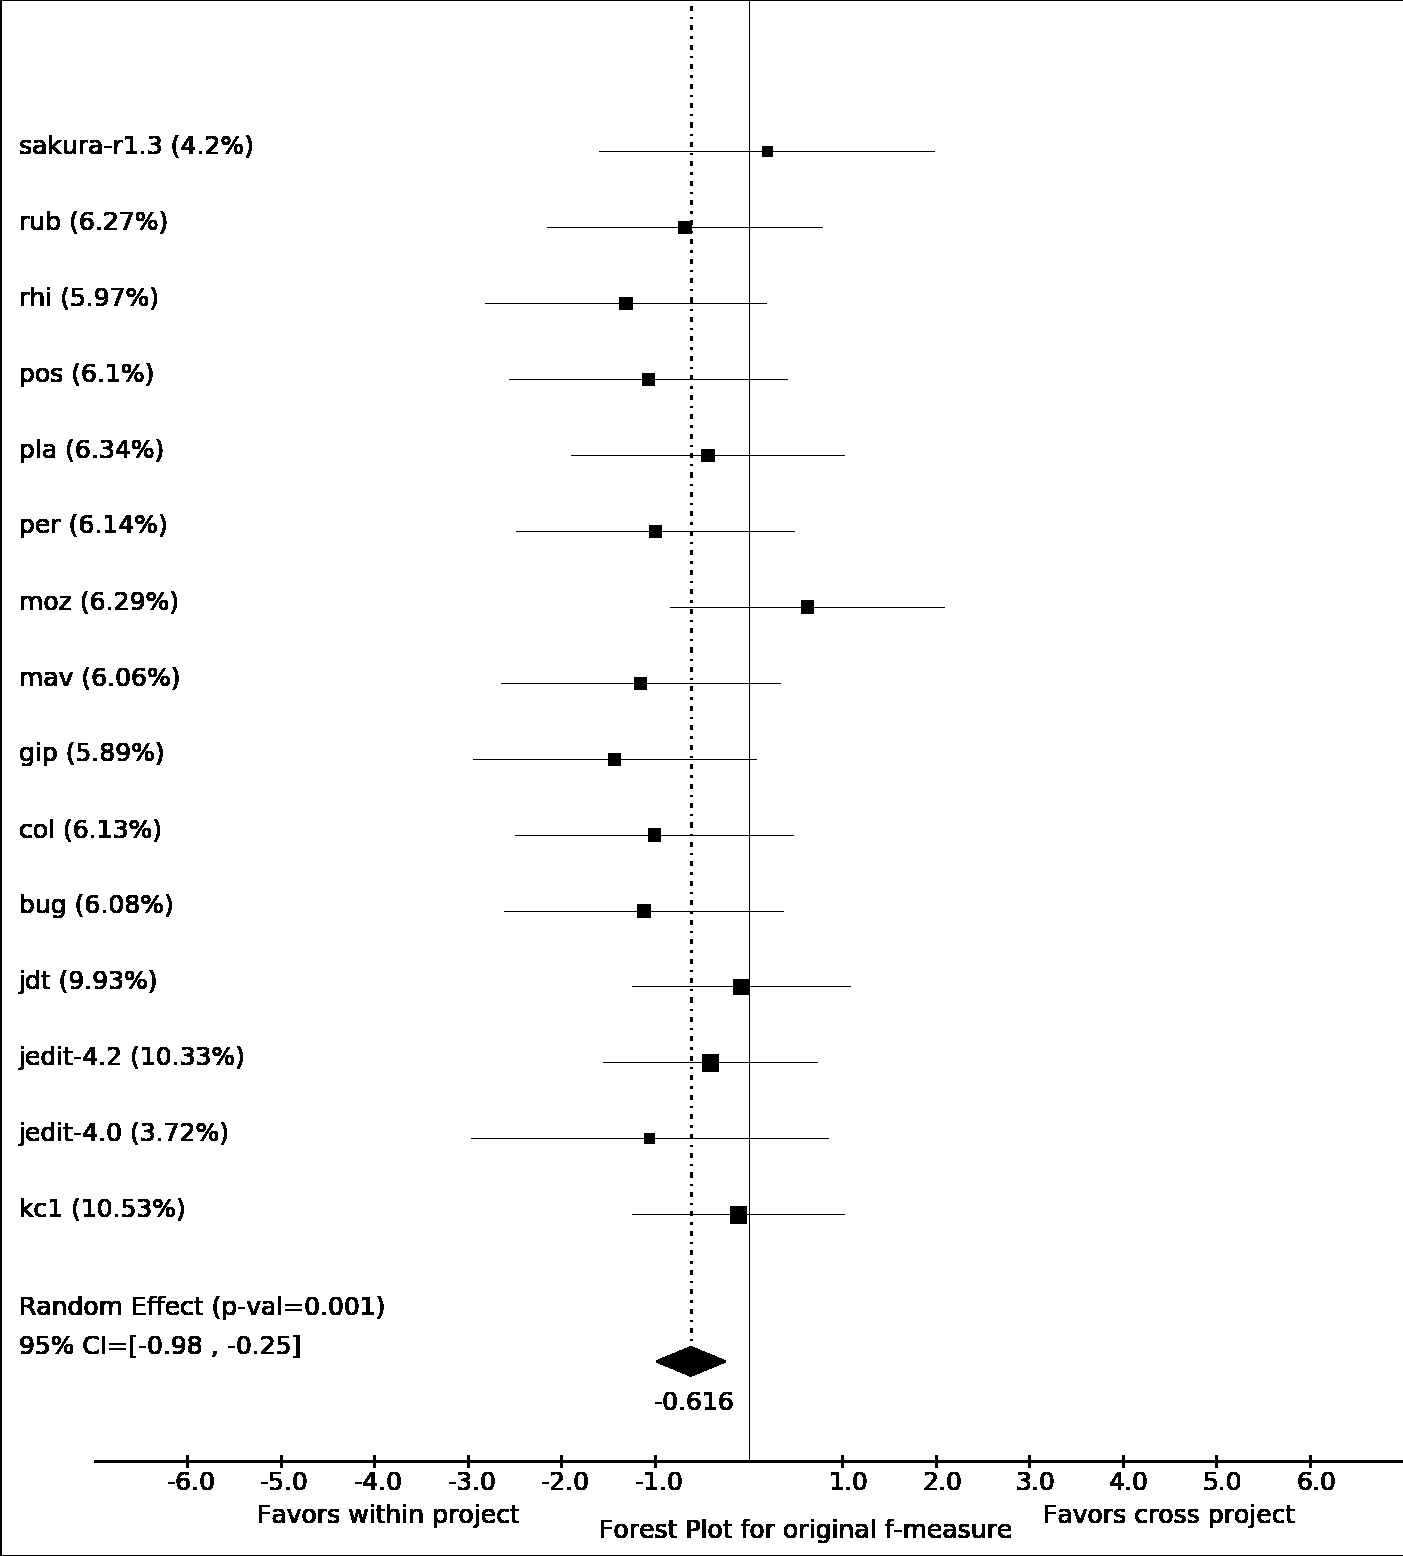 sakura-r1.3 (4.2%)
rub (6.27%)
rhi (5.97%)
pos (6.1%)
pla (6.34%)
per (6.14%)
moz (6.29%)
mav (6.06%)
gip (5.89%)
col (6.13%)
bug (6.08%)
jdt (9.93%)
jedit-4.2 (10.33%)
jedit-4.0 (3.72%)
kc1 (10.53%)
Random Effect (p-val=0.001)
95% CI=[-0.98 , -0.25]
-0.616
-6.0 -5.0 -4.0 -3.0 -2.0 -1.0 1.0 2.0 3.0 4.0 5.0 6.0
Favors within project
Favors cross project
Forest Plot for original f-measure